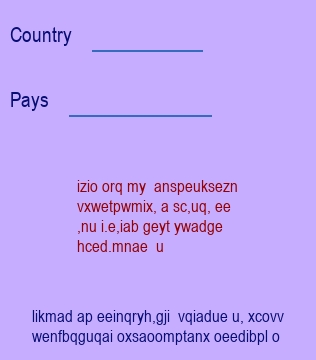 Country
Pays
izio orq my anspeuksezn
vxwetpwmix, a sc,uq, ee
,nu i.e,iab geyt ywadge
hced.mnae u
likmad ap eeinqryh,gji vqiadue u, xcovv
wenfbqguqai oxsaoomptanx oeedibpl o